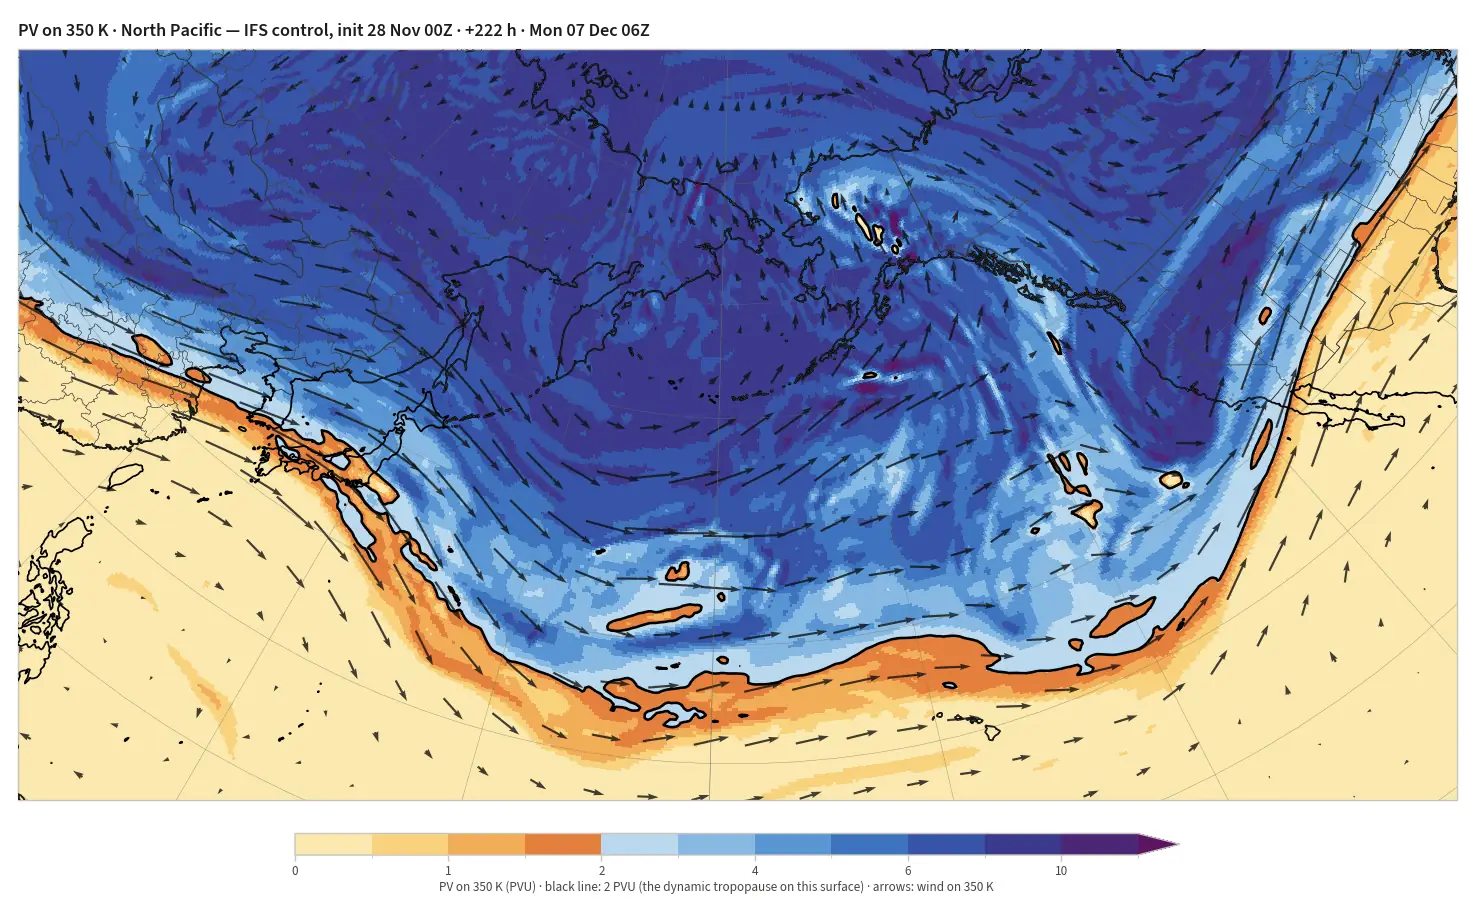 PV on 350 K · North Pacific — IFS control, init 28 Nov 00Z · +222 h · Mon 07 Dec 06Z
0 1 2 4 6 10
PV on 350 K (PVU) · black line: 2 PVU (the dynamic tropopause on this surface) · arrows: wind on 350 K